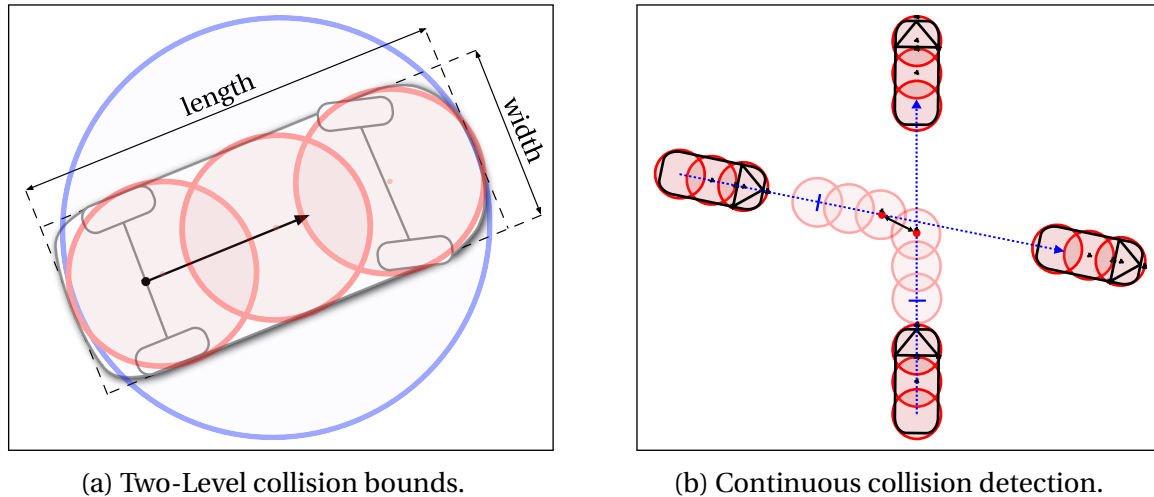 length
width
(a) Two-Level collision bounds.
(b) Continuous collision detection.